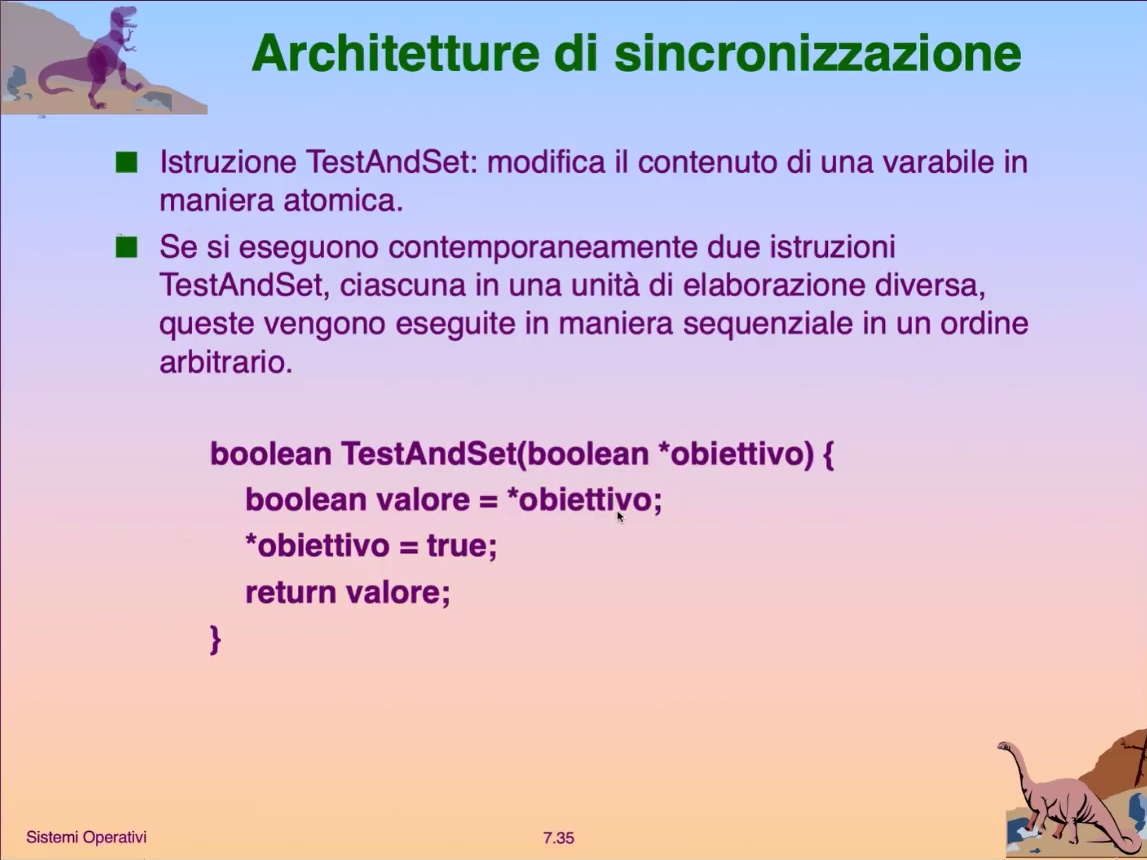 Architetture di sincronizzazione
Istruzione TestAndSet: modifica il contenuto di una varabile in
maniera atomica.
Se si eseguono contemporaneamente due istruzioni
TestAndSet, ciascuna in una unità di elaborazione diversa,
queste vengono eseguite in maniera sequenziale in un ordine
arbitrario.
boolean TestAndSet(boolean *obiettivo) {
boolean valore = *obiettivo;
*obiettivo = true;
return valore;
}
Sistemi Operativi
7.35